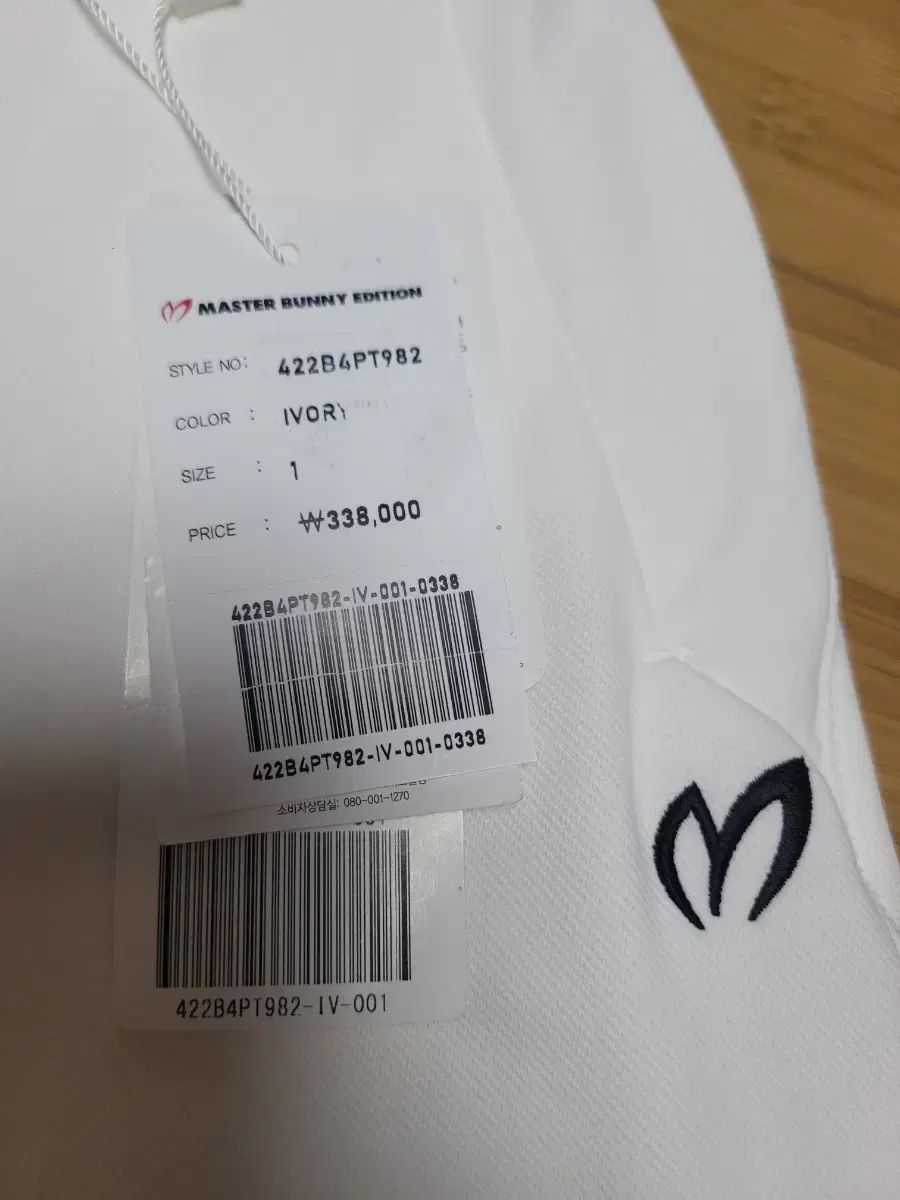 MASTER BUNNY EDITION
STYLE NO: 422B4PT982
COLOR : IVORY
SIZE : 1
PRICE : ₩338,000
422B4PT982-IV-001-0338
422B4PT982-IV-001-0338
소비자상담실: 080-001-1270
422B4PT982-IV-001